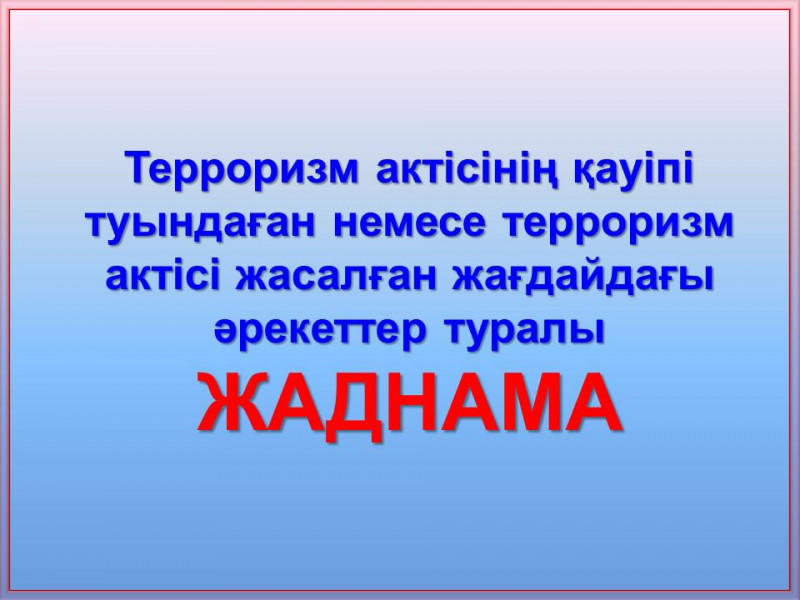 Терроризм актісінің қауіпі
туындаған немесе терроризм
актісі жасалған жағдайдағы
әрекеттер туралы
ЖАДНАМА